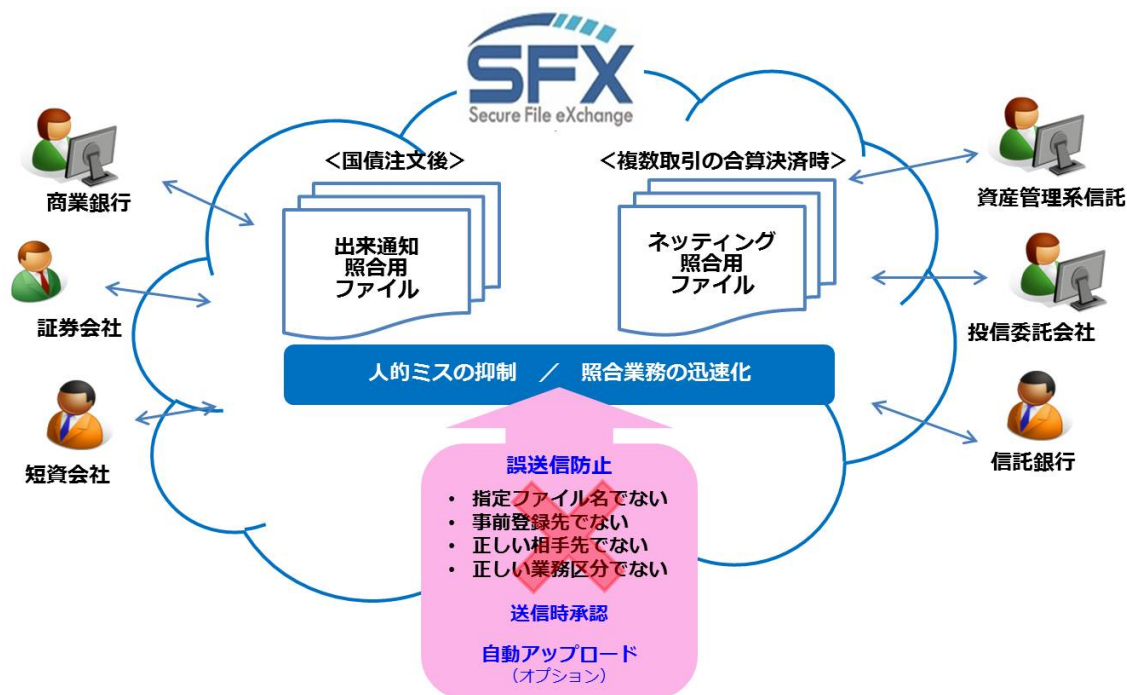 SFX
Secure File eXchange
<国債注文後>
出来通知
照合用
ファイル
<複数取引の合算決済時>
ネッティング
照合用
ファイル
商業銀行
証券会社
短資会社
資産管理系信託
投信委託会社
信託銀行
人的ミスの抑制 / 照合業務の迅速化
誤送信防止
• 指定ファイル名でない
• 事前登録先でない
• 正しい相手先でない
• 正しい業務区分でない
送信時承認
自動アップロード
(オプション)